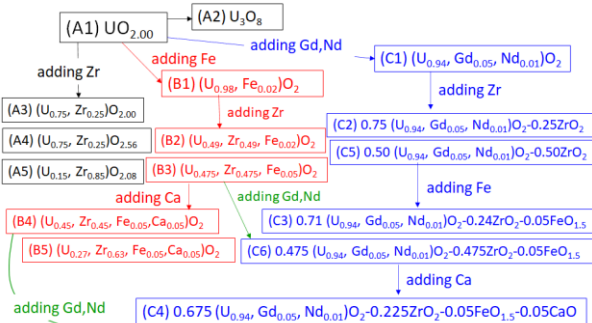 (A1) UO2.00
(A2) U3O8
adding Gd,Nd
adding Fe
adding Zr
(C1) (U0.94, Gd0.05, Nd0.01)O2
(B1) (U0.98, Fe0.02)O2
adding Zr
(A3) (U0.75, Zr0.25)O2.00
adding Zr
(C2) 0.75 (U0.94, Gd0.05, Nd0.01)O2-0.25ZrO2
(A4) (U0.75, Zr0.25)O2.56
(B2) (U0.49, Zr0.49, Fe0.02)O2
(C5) 0.50 (U0.94, Gd0.05, Nd0.01)O2-0.50ZrO2
(A5) (U0.15, Zr0.85)O2.08
(B3) (U0.475, Zr0.475, Fe0.05)O2
adding Fe
adding Ca
adding Gd,Nd
(B4) (U0.45, Zr0.45, Fe0.05,Ca0.05)O2
(C3) 0.71 (U0.94, Gd0.05, Nd0.01)O2-0.24ZrO2-0.05FeO1.5
(B5) (U0.27, Zr0.63, Fe0.05,Ca0.05)O2
(C6) 0.475 (U0.94, Gd0.05, Nd0.01)O2-0.475ZrO2-0.05FeO1.5
adding Ca
adding Gd,Nd
(C4) 0.675 (U0.94, Gd0.05, Nd0.01)O2-0.225ZrO2-0.05FeO1.5-0.05CaO